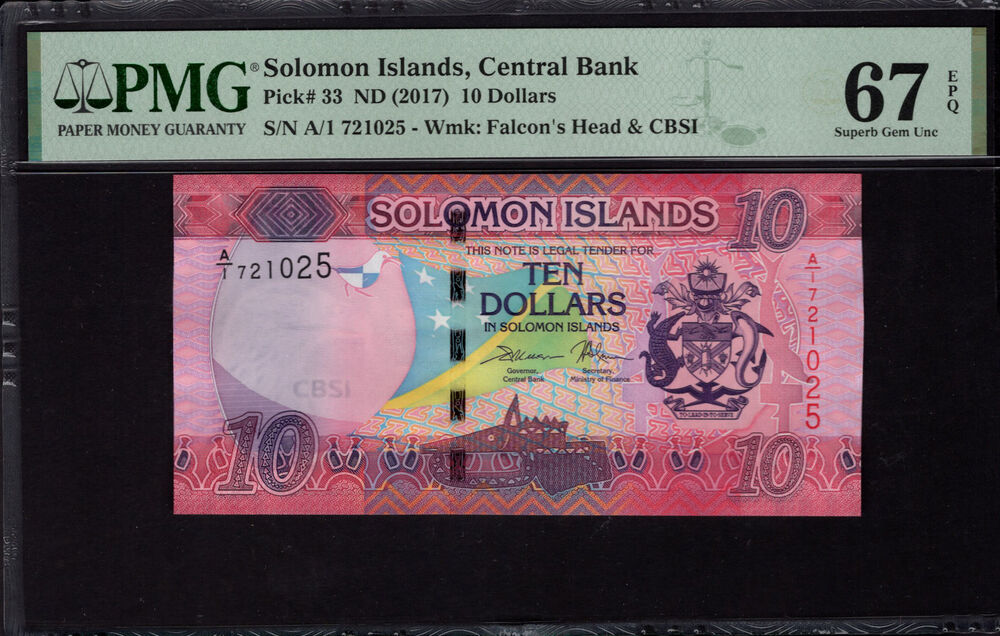 PMG® Solomon Islands, Central Bank
Pick# 33 ND (2017) 10 Dollars
PAPER MONEY GUARANTY
S/N A/1 721025 - Wmk: Falcon's Head & CBSI
67 EPQ
Superb Gem Unc
SOLOMON ISLANDS
10
A/1 721025
THIS NOTE IS LEGAL TENDER FOR
TEN
DOLLARS
IN SOLOMON ISLANDS
Governor,
Central Bank
Secretary,
Ministry of Finance
A/1 721025
CBSI
TO LEAD IS TO SERVE
10
10